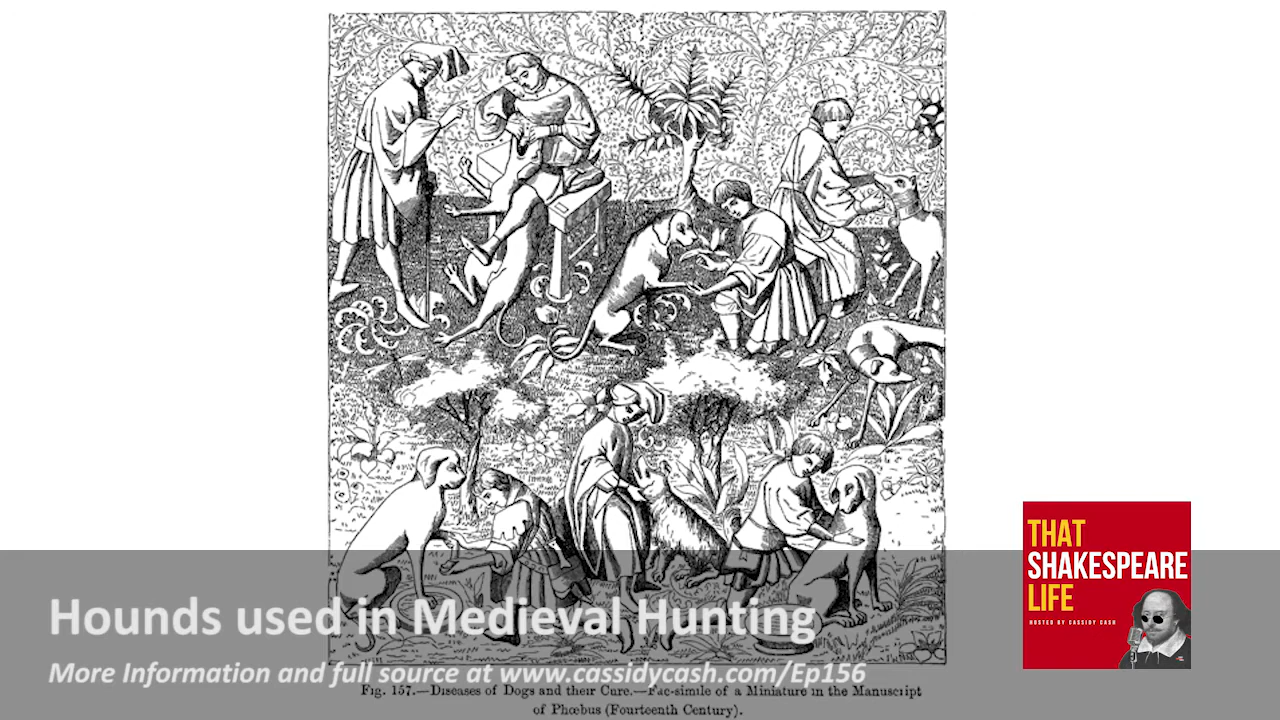 THAT
SHAKESPEARE
LIFE
HOSTED BY CASSIDY CASH
Hounds used in Medieval Hunting
More Information and full source at www.cassidycash.com/Ep156
Fig. 157.—Diseases of Dogs and their Cure.—Fac-simile of a Miniature in the Manuscript
of Phœbus (Fourteenth Century).